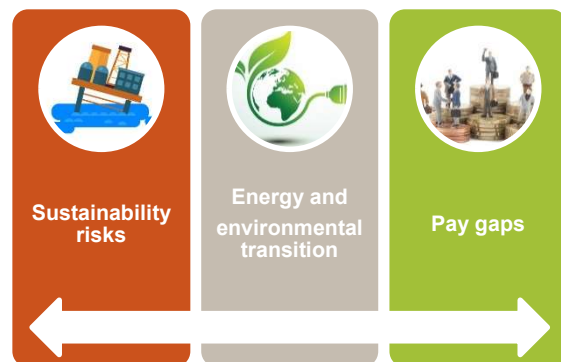 Sustainability
risks
Energy and
environmental
transition
Pay gaps